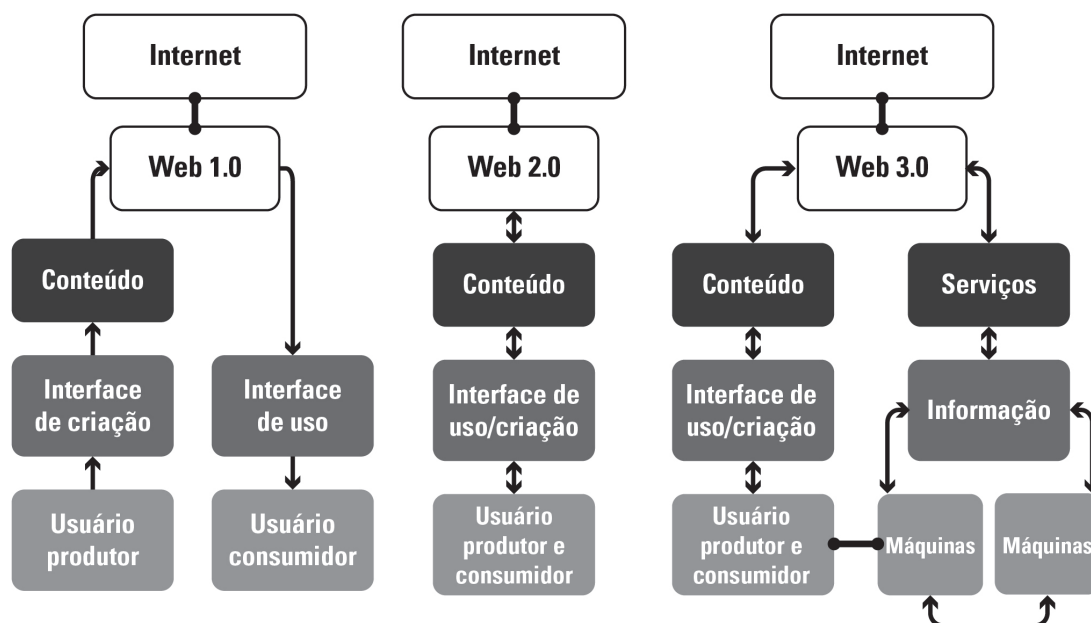 Internet
Web 1.0
Conteúdo
Interface
de criação
Usuário
produtor
Interface
de uso
Usuário
consumidor
Internet
Web 2.0
Conteúdo
Interface de
uso/criação
Usuário
produtor e
consumidor
Internet
Web 3.0
Conteúdo
Interface de
uso/criação
Usuário
produtor e
consumidor
Serviços
Informação
Máquinas
Máquinas